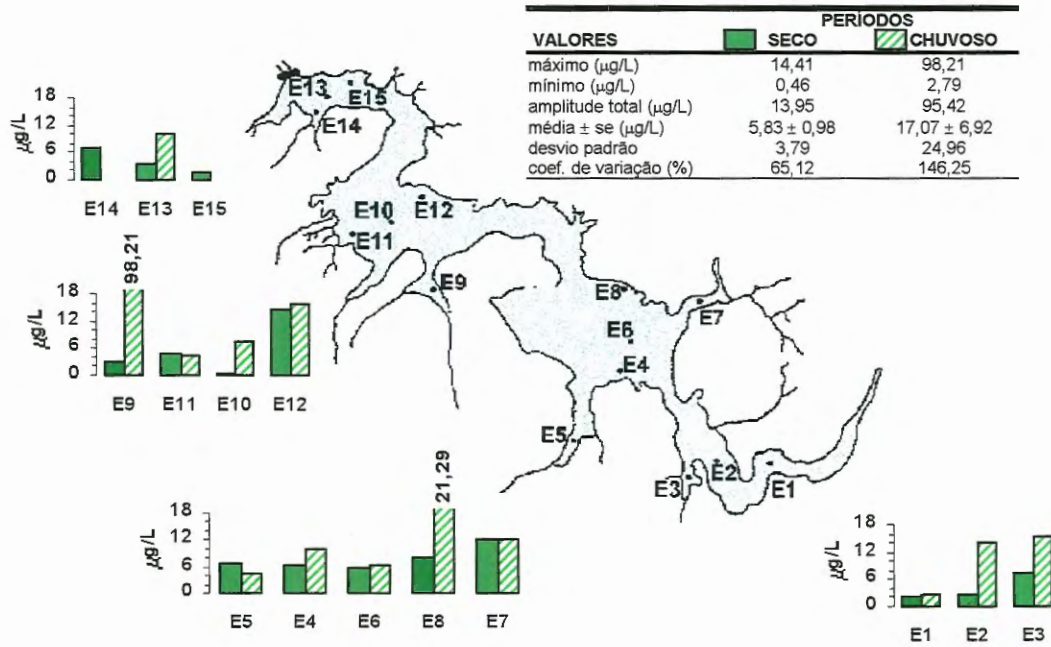 PERÍODOS
VALORES SECO CHUVOSO
máximo (µg/L) 14,41 98,21
mínimo (µg/L) 0,46 2,79
amplitude total (µg/L) 13,95 95,42
média ± se (µg/L) 5,83 ± 0,98 17,07 ± 6,92
desvio padrão 3,79 24,96
coef. de variação (%) 65,12 146,25
E13 E15
E14
18
12
6
0
µg/L
E14 E13 E15
E10 E12
E11
E9
E8
E7
E6
E4
E5
E3 E2 E1
98,21
18
12
6
0
µg/L
E9 E11 E10 E12
21,29
18
12
6
0
µg/L
E5 E4 E6 E8 E7
18
12
6
0
µg/L
E1 E2 E3